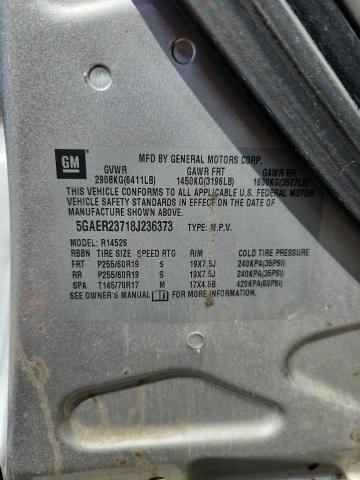 GM MFD BY GENERAL MOTORS CORP.
GVWR GAWR FRT GAWR RR
2908KG(6411LB) 1450KG(3196LB) 1600KG(3527LB)
THIS VEHICLE CONFORMS TO ALL APPLICABLE U.S. FEDERAL MOTOR
VEHICLE SAFETY STANDARDS IN EFFECT ON THE DATE OF
MANUFACTURE SHOWN ABOVE.
5GAER23718J236373 TYPE: M.P.V.
MODEL: R14526
RBBN TIRE SIZE SPEED RTG RIM COLD TIRE PRESSURE
FRT P255/60R19 S 19X7.5J 240KPA(35PSI)
RR P255/60R19 S 19X7.5J 240KPA(35PSI)
SPA T145/70R17 M 17X4.5B 420KPA(60PSI)
SEE OWNER'S MANUAL FOR MORE INFORMATION.